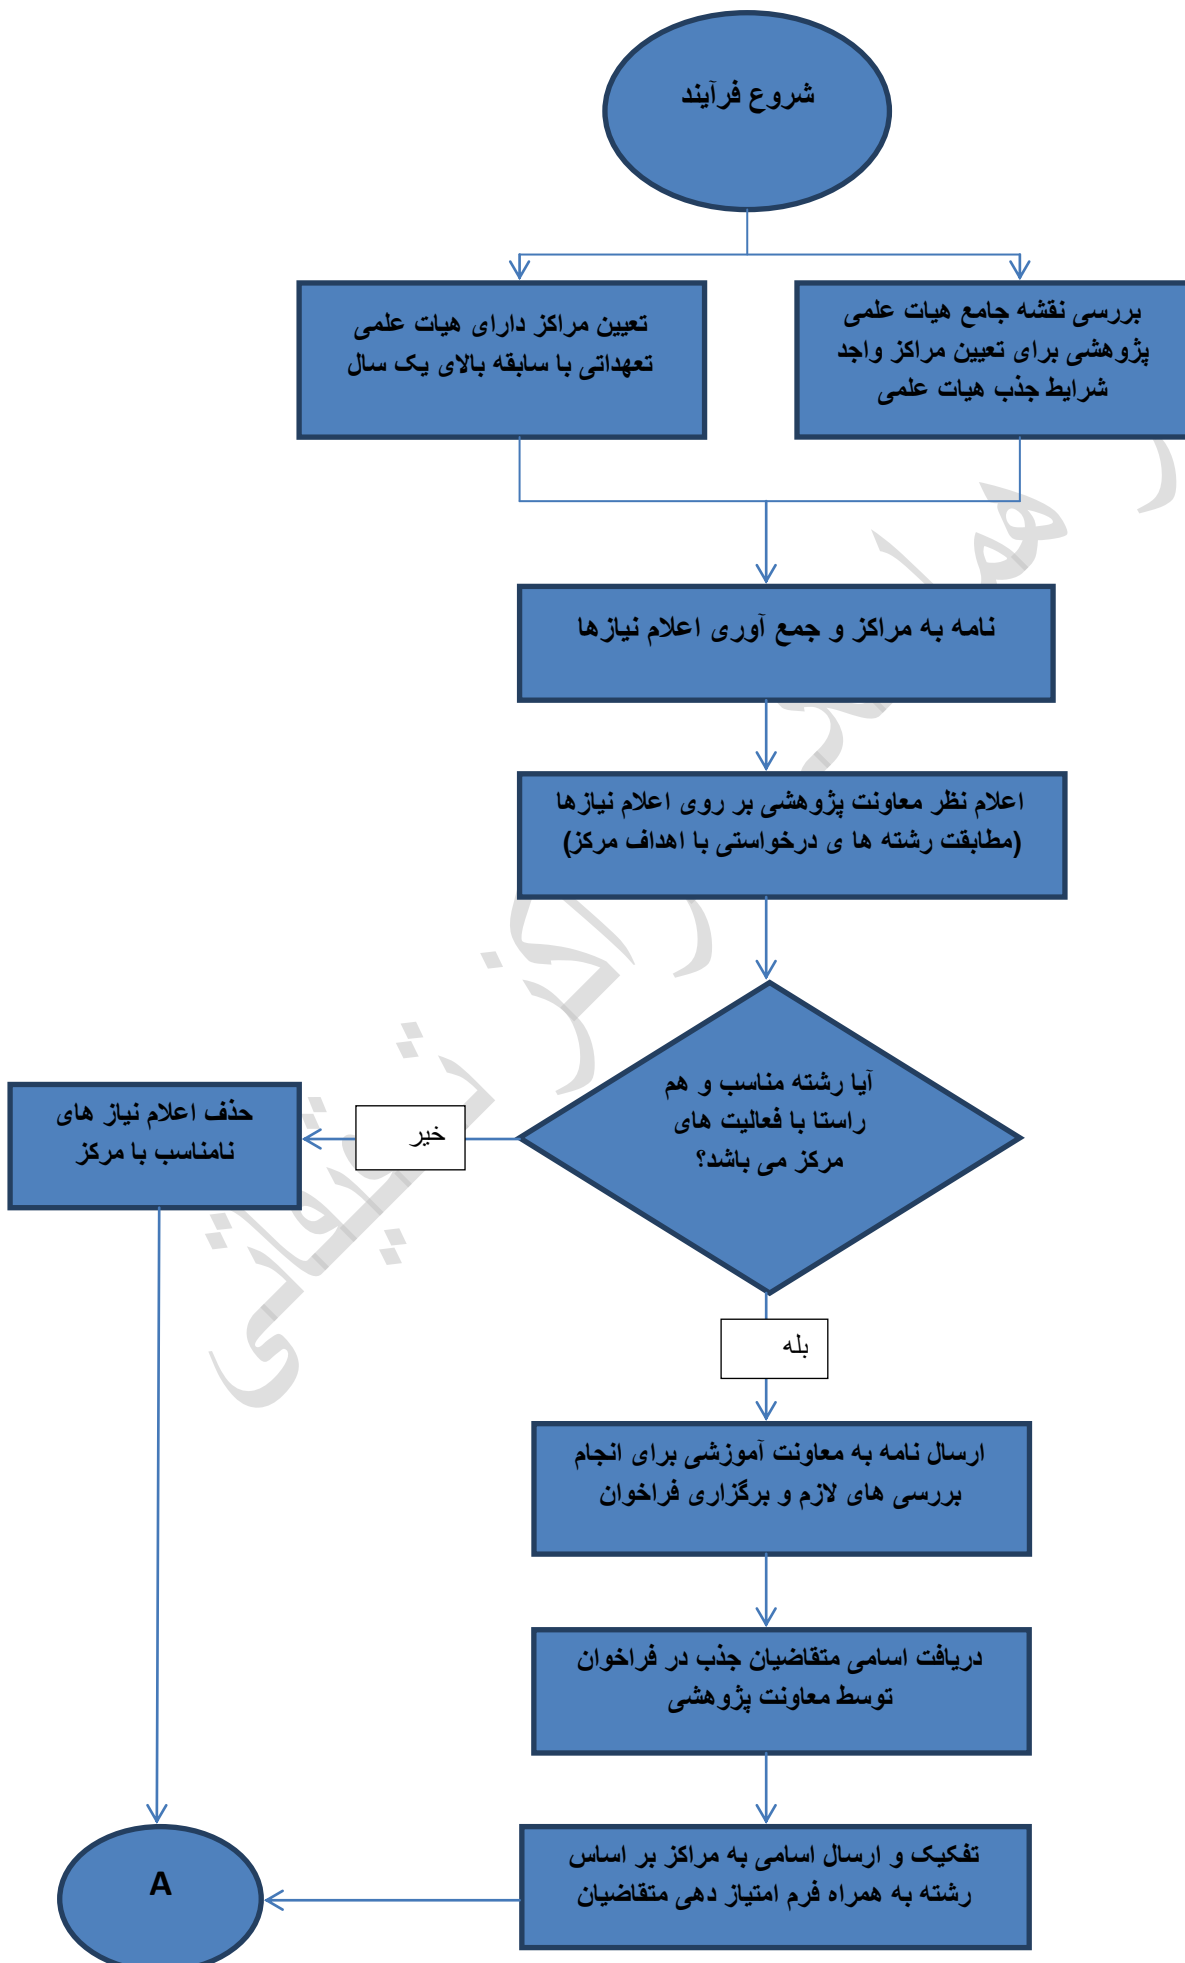 شروع فرآیند
بررسی نقشه جامع هیات علمی
پژوهشی برای تعیین مراکز واجد
شرایط جذب هیات علمی
تعیین مراکز دارای هیات علمی
تعهداتی با سابقه بالای یک سال
نامه به مراکز و جمع آوری اعلام نیازها
اعلام نظر معاونت پژوهشی بر روی اعلام نیازها
(مطابقت رشته ها ی درخواستی با اهداف مرکز)
آیا رشته مناسب و هم
راستا با فعالیت های
مرکز می باشد؟
خیر
حذف اعلام نیاز های
نامناسب با مرکز
بله
ارسال نامه به معاونت آموزشی برای انجام
بررسی های لازم و برگزاری فراخوان
دریافت اسامی متقاضیان جذب در فراخوان
توسط معاونت پژوهشی
تفکیک و ارسال اسامی به مراکز بر اساس
رشته به همراه فرم امتیاز دهی متقاضیان
A